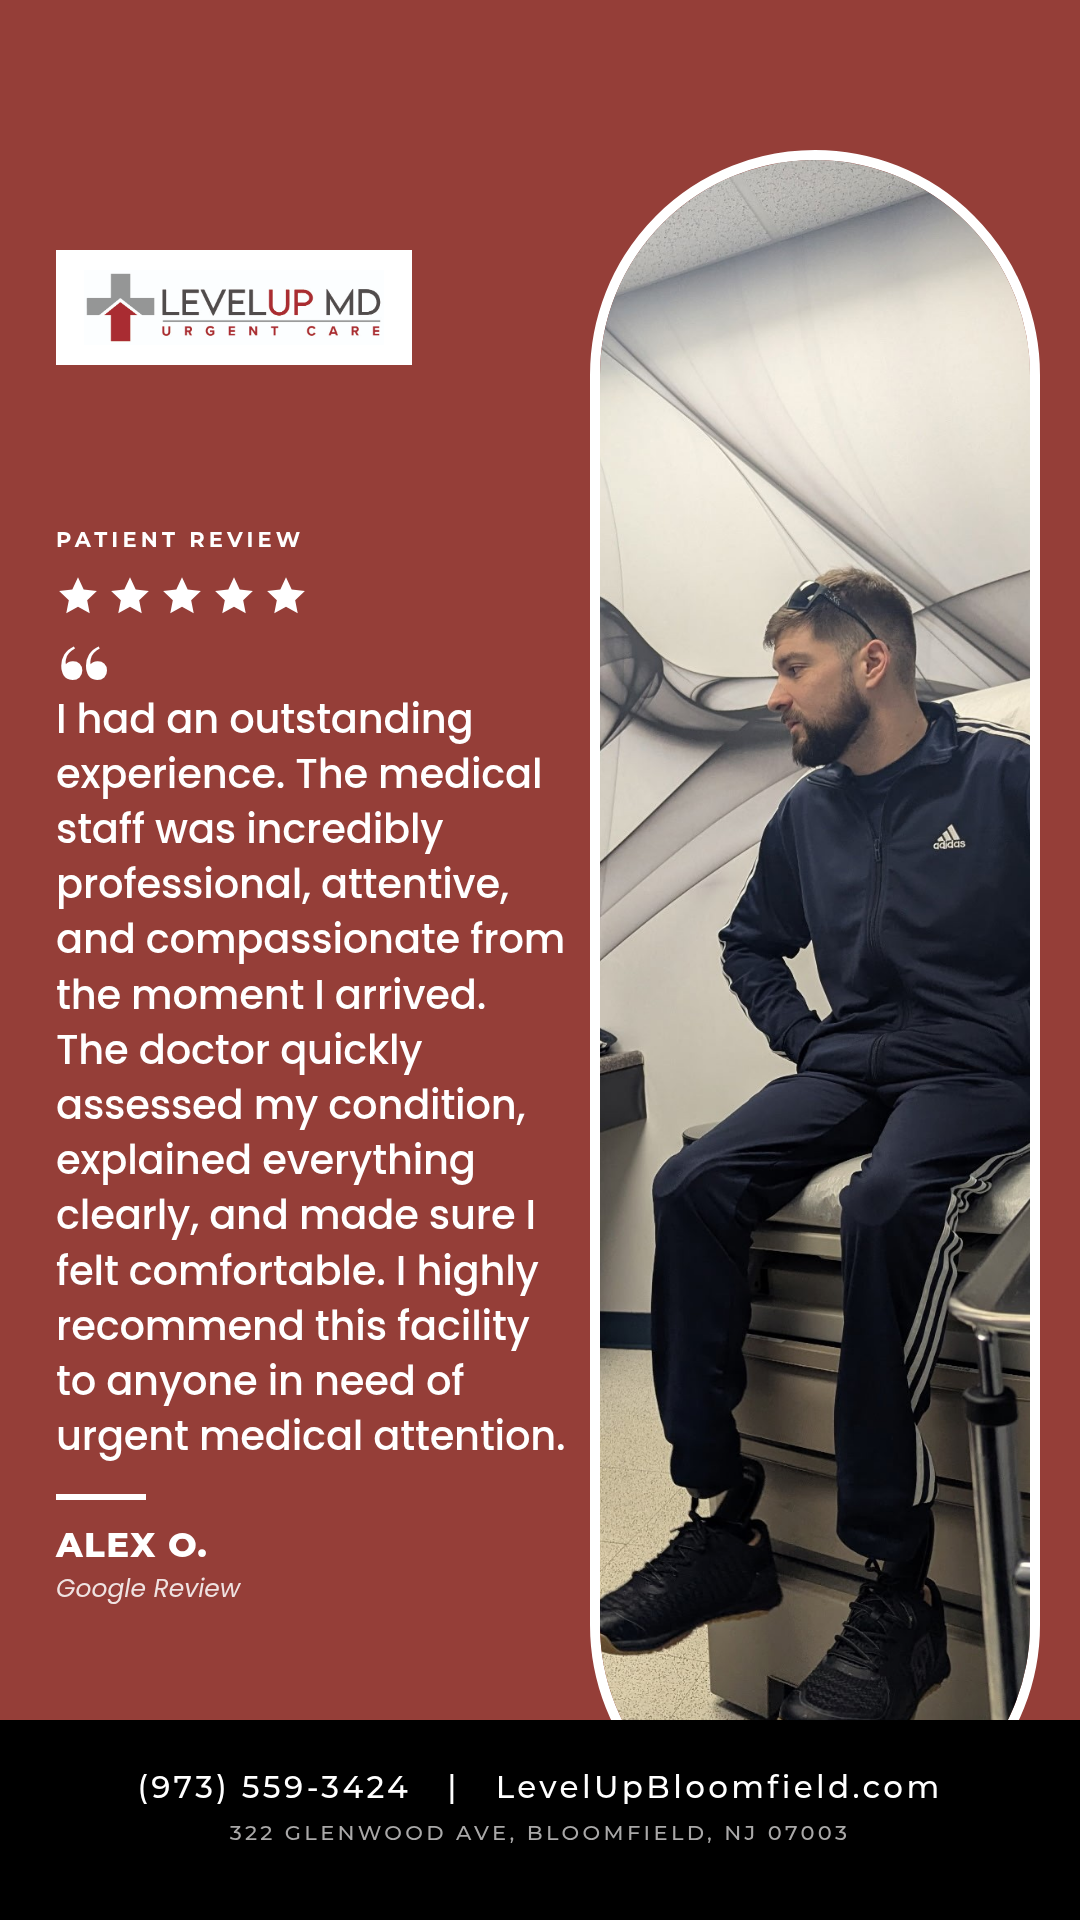 LEVELUP MD
URGENT CARE
PATIENT REVIEW
“
I had an outstanding
experience. The medical
staff was incredibly
professional, attentive,
and compassionate from
the moment I arrived.
The doctor quickly
assessed my condition,
explained everything
clearly, and made sure I
felt comfortable. I highly
recommend this facility
to anyone in need of
urgent medical attention.
ALEX O.
Google Review
adidas
(973) 559-3424 | LevelUpBloomfield.com
322 GLENWOOD AVE, BLOOMFIELD, NJ 07003